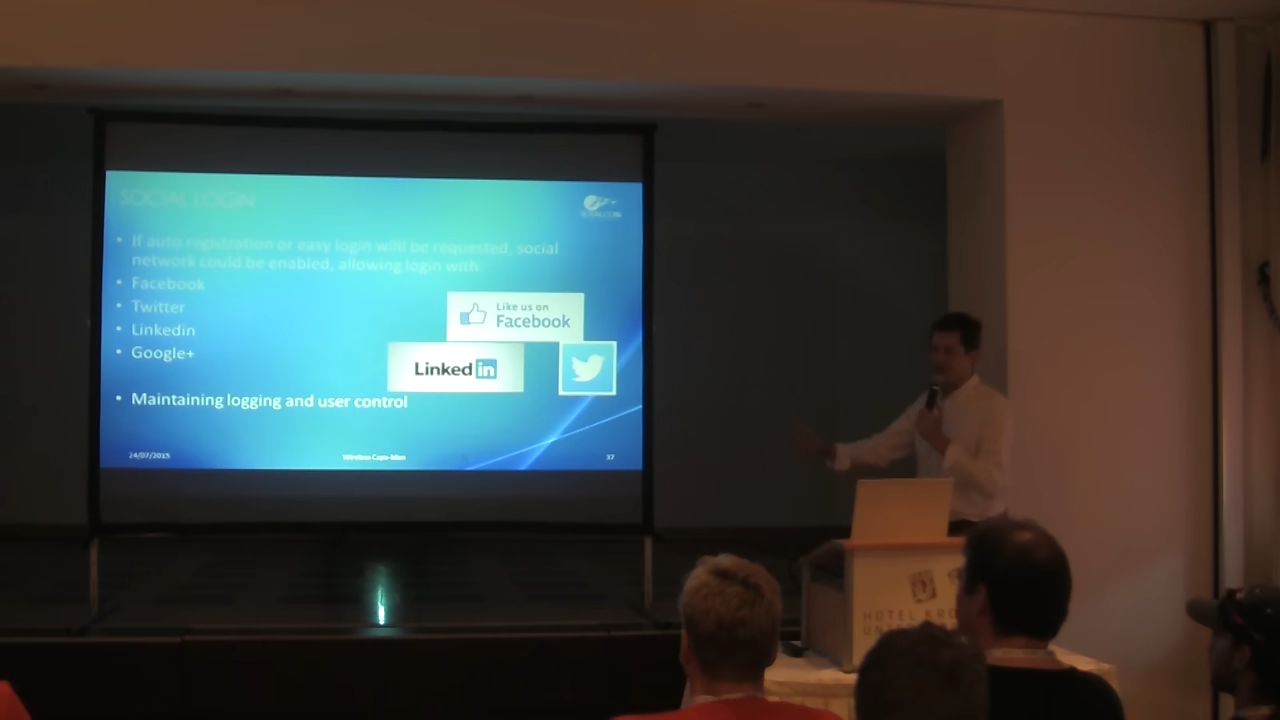 SOCIAL LOGIN
• If auto registration or easy login will be requested, social
network could be enabled, allowing login with:
• Facebook
• Twitter
• Linkedin
• Google+
Like us on
Facebook
Linked in
• Maintaining logging and user control
24/07/2015
37
HOTEL KRO